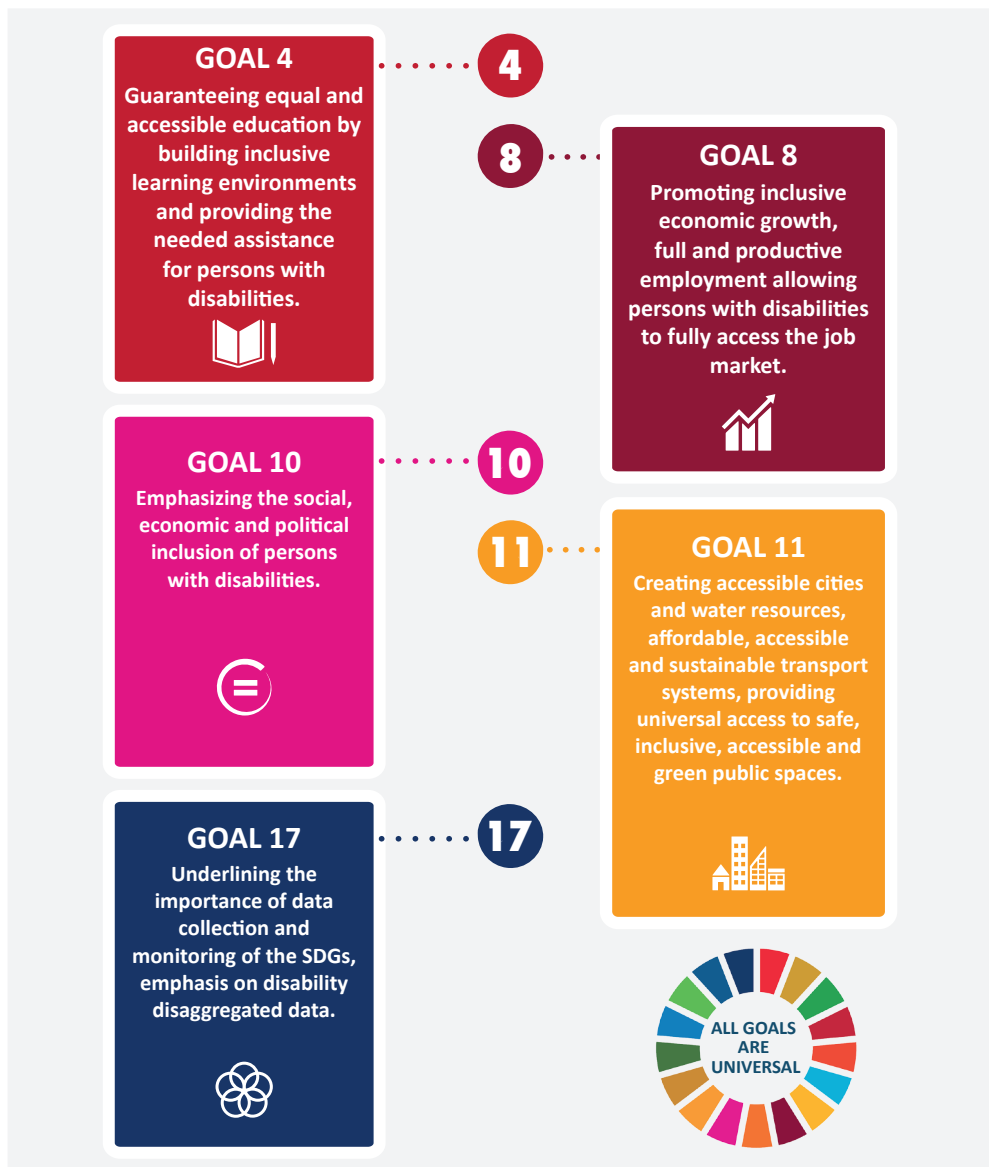 GOAL 4
Guaranteeing equal and
accessible education by
building inclusive
learning environments
and providing the
needed assistance
for persons with
disabilities.
4
8
GOAL 8
Promoting inclusive
economic growth,
full and productive
employment allowing
persons with disabilities
to fully access the job
market.
GOAL 10
Emphasizing the social,
economic and political
inclusion of persons
with disabilities.
10
11
GOAL 11
Creating accessible cities
and water resources,
affordable, accessible
and sustainable transport
systems, providing
universal access to safe,
inclusive, accessible and
green public spaces.
GOAL 17
Underlining the
importance of data
collection and
monitoring of the SDGs,
emphasis on disability
disaggregated data.
17
ALL GOALS
ARE
UNIVERSAL